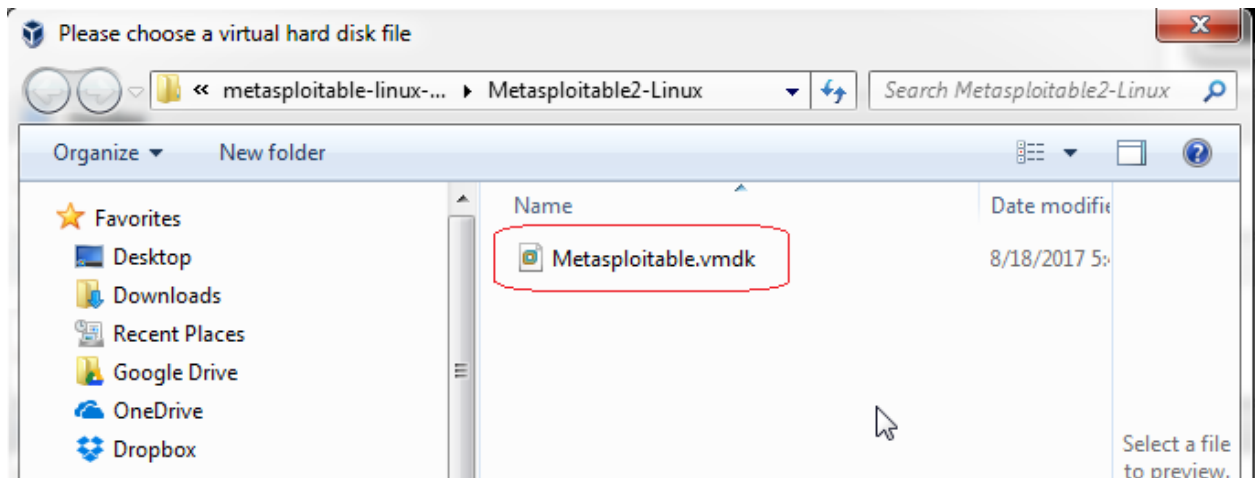 Please choose a virtual hard disk file
« metasploitable-linux-... Metasploitable2-Linux Search Metasploitable2-Linux
Organize New folder
Favorites
Desktop
Downloads
Recent Places
Google Drive
OneDrive
Dropbox
Name Date modifie
Metasploitable.vmdk 8/18/2017 5:
Select a file
to preview.